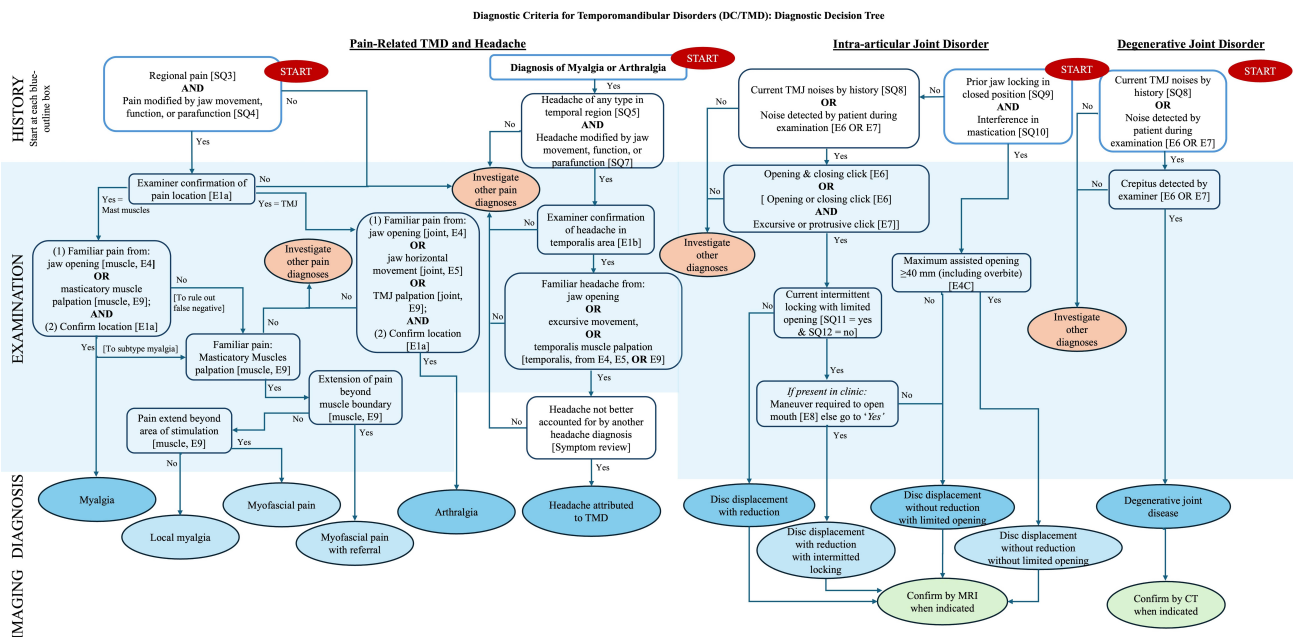 Diagnostic Criteria for Temporomandibular Disorders (DC/TMD): Diagnostic Decision Tree
Pain-Related TMD and Headache
Intra-articular Joint Disorder
Degenerative Joint Disorder
HISTORY
Start at each blue-
outline box
EXAMINATION
DIAGNOSIS
IMAGING
Regional pain [SQ3]
AND
Pain modified by jaw movement,
function, or parafunction [SQ4]
START
No
Yes
Examiner confirmation of
pain location [E1a]
No
Yes =
Mast muscles
Yes = TMJ
(1) Familiar pain from:
jaw opening [muscle, E4]
OR
masticatory muscle
palpation [muscle, E9];
AND
(2) Confirm location [E1a]
No
[To rule out
false negative]
Yes
[To subtype myalgia]
Familiar pain:
Masticatory Muscles
palpation [muscle, E9]
No
Yes
Investigate
other pain
diagnoses
(1) Familiar pain from:
jaw opening [joint, E4]
OR
jaw horizontal
movement [joint, E5]
OR
TMJ palpation [joint,
E9];
AND
(2) Confirm location
[E1a]
No
Yes
Extension of pain
beyond
muscle boundary
[muscle, E9]
No
Yes
Pain extend beyond
area of stimulation
[muscle, E9]
Yes
No
Myalgia
Local myalgia
Myofascial pain
Myofascial pain
with referral
Arthralgia
Diagnosis of Myalgia or Arthralgia
START
Yes
Headache of any type in
temporal region [SQ5]
AND
Headache modified by jaw
movement, function, or
parafunction [SQ7]
No
Yes
Investigate
other pain
diagnoses
Examiner confirmation
of headache in
temporalis area [E1b]
No
Yes
Familiar headache from:
jaw opening
OR
excursive movement,
OR
temporalis muscle palpation
[temporalis, from E4, E5, OR E9]
No
Yes
Headache not better
accounted for by another
headache diagnosis
[Symptom review]
No
Yes
Headache attributed
to TMD
Current TMJ noises by history [SQ8]
OR
Noise detected by patient during
examination [E6 OR E7]
No
Yes
Prior jaw locking in
closed position [SQ9]
AND
Interference in
mastication [SQ10]
START
No
Yes
Opening & closing click [E6]
OR
[ Opening or closing click [E6]
AND
Excursive or protrusive click [E7]]
No
Yes
Investigate
other
diagnoses
Maximum assisted opening
≥40 mm (including overbite)
[E4C]
No
Yes
Current intermittent
locking with limited
opening [SQ11 = yes
& SQ12 = no]
No
Yes
If present in clinic:
Maneuver required to open
mouth [E8] else go to ‘Yes’
No
Yes
Disc displacement
with reduction
Disc displacement
with reduction
with intermitted
locking
Disc displacement
without reduction
with limited opening
Disc displacement
without reduction
without limited opening
Confirm by MRI
when indicated
Current TMJ noises by
history [SQ8]
OR
Noise detected by
patient during
examination [E6 OR E7]
START
No
Yes
Crepitus detected by
examiner [E6 OR E7]
No
Yes
Investigate
other
diagnoses
Degenerative joint
disease
Confirm by CT
when indicated